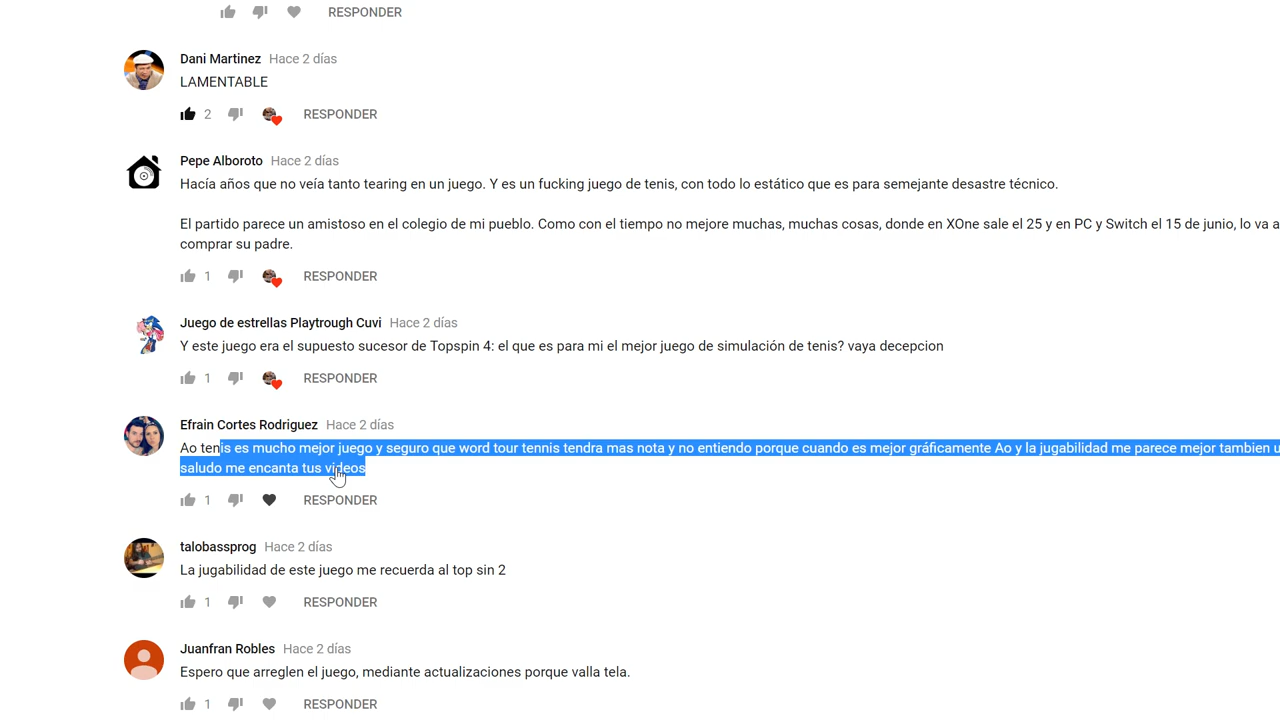 RESPONDER
Dani Martinez Hace 2 días
LAMENTABLE
2 RESPONDER
Pepe Alboroto Hace 2 días
Hacía años que no veía tanto tearing en un juego. Y es un fucking juego de tenis, con todo lo estático que es para semejante desastre técnico.
El partido parece un amistoso en el colegio de mi pueblo. Como con el tiempo no mejore muchas, muchas cosas, donde en XOne sale el 25 y en PC y Switch el 15 de junio, lo va a
comprar su padre.
1 RESPONDER
Juego de estrellas Playtrough Cuvi Hace 2 días
Y este juego era el supuesto sucesor de Topspin 4: el que es para mi el mejor juego de simulación de tenis? vaya decepcion
1 RESPONDER
Efrain Cortes Rodriguez Hace 2 días
Ao tenis es mucho mejor juego y seguro que word tour tennis tendra mas nota y no entiendo porque cuando es mejor gráficamente Ao y la jugabilidad me parece mejor tambien u
saludo me encanta tus videos
1 RESPONDER
talobassprog Hace 2 días
La jugabilidad de este juego me recuerda al top sin 2
1 RESPONDER
Juanfran Robles Hace 2 días
Espero que arreglen el juego, mediante actualizaciones porque valla tela.
1 RESPONDER